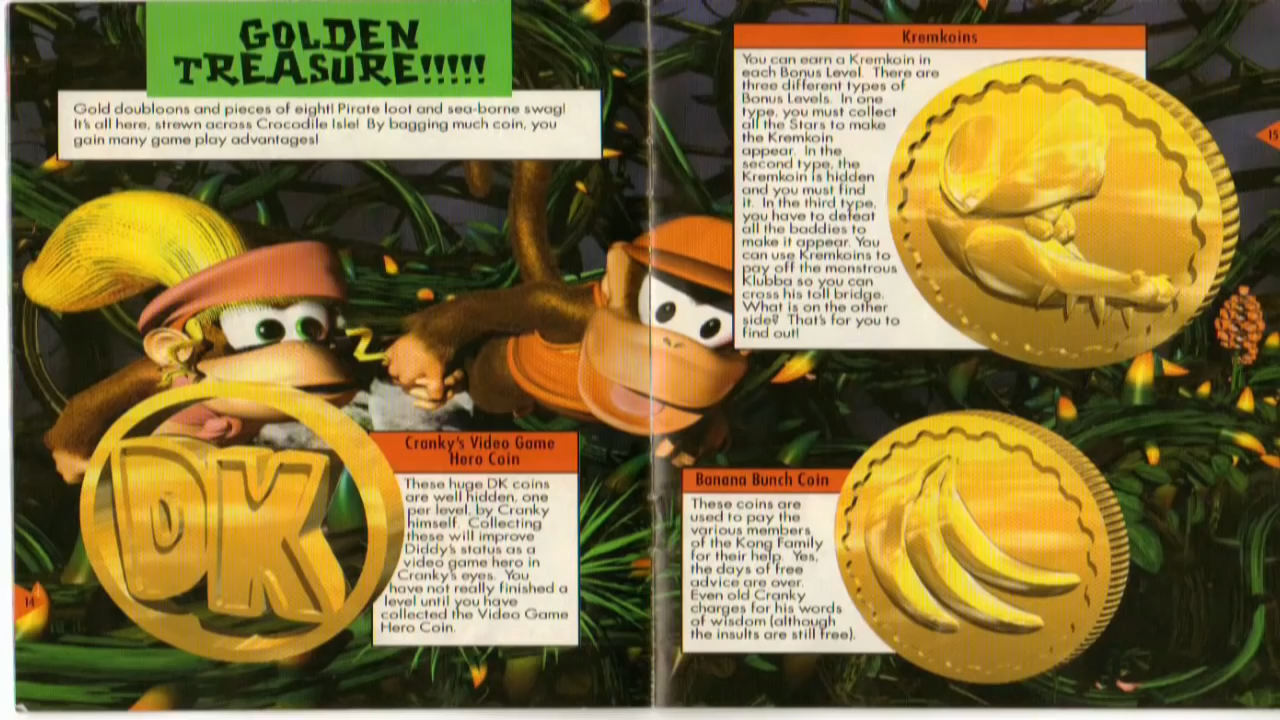 GOLDEN
TREASURE!!!!!
Gold doubloons and pieces of eight! Pirate loot and sea-borne swag!
It's all here, strewn across Crocodile Isle! By bagging much coin, you
gain many game play advantages!
DK
Cranky's Video Game
Hero Coin
These huge DK coins
are well hidden, one
per level, by Cranky
himself. Collecting
these will improve
Diddy's status as a
video game hero in
Cranky's eyes. You
have not really finished a
level until you have
collected the Video Game
Hero Coin.
14
Kremkoins
You can earn a Kremkoin in
each Bonus Level. There are
three different types of
Bonus Levels. In one
type, you must collect
all the Stars to make
the Kremkoin
appear. In the
second type, the
Kremkoin is hidden
and you must find
it. In the third type,
you have to defeat
all the baddies to
make it appear. You
can use Kremkoins to
pay off the monstrous
Klubba so you can
cross his toll bridge.
What is on the other
side? That's for you to
find out!
15
Banana Bunch Coin
These coins are
used to pay the
various members
of the Kong Family
for their help. Yes,
the days of free
advice are over.
Even old Cranky
charges for his words
of wisdom (although
the insults are still free).